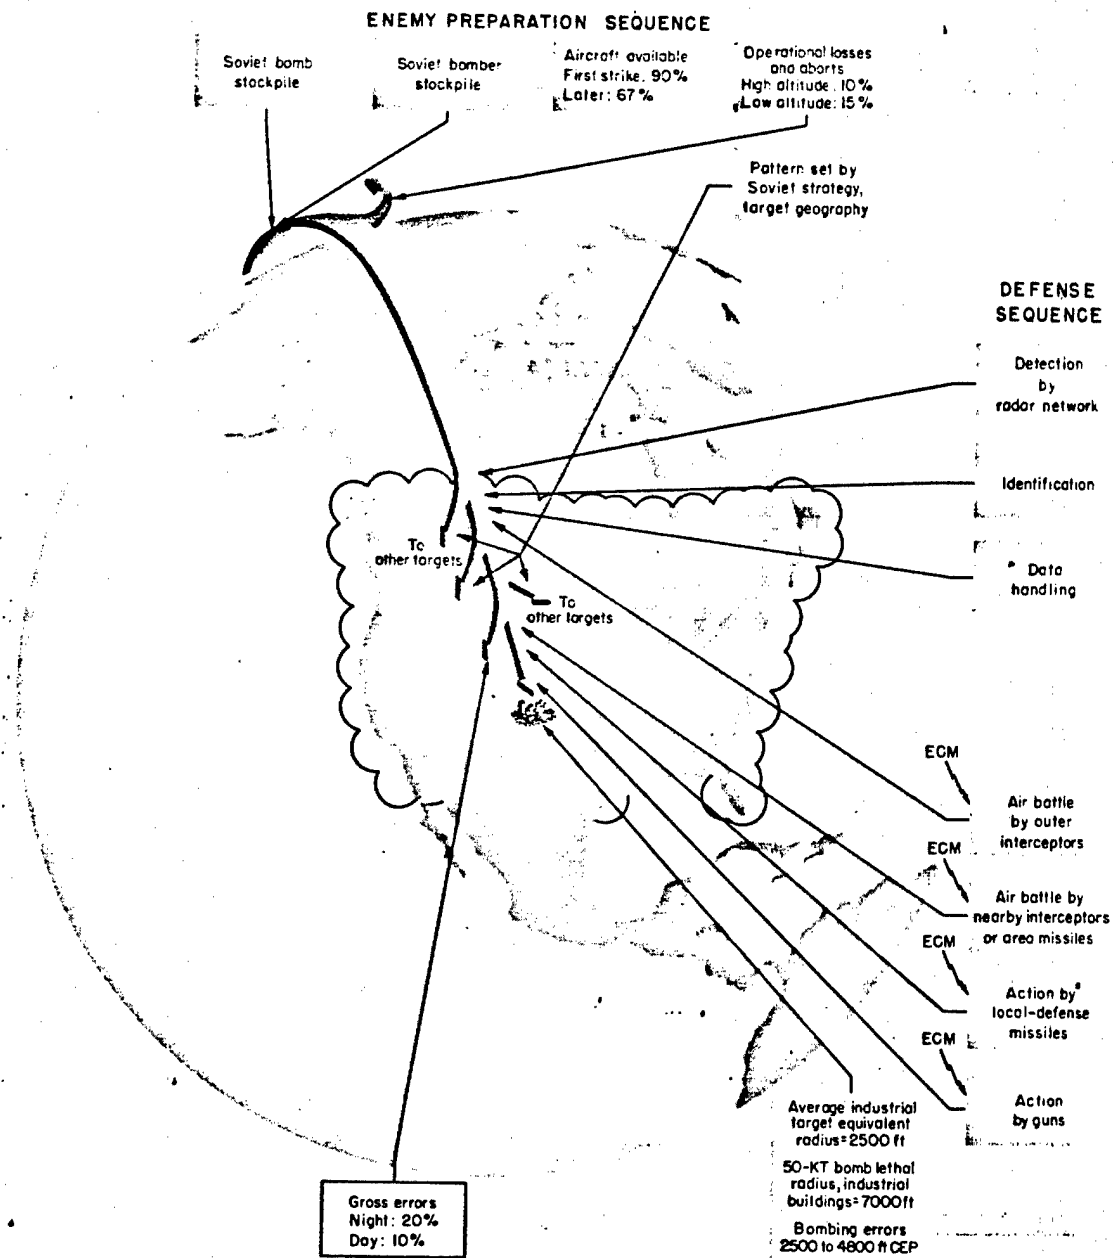 ENEMY PREPARATION SEQUENCE
Soviet bomb
stockpile
Soviet bomber
stockpile
Aircraft available
First strike: 90%
Later: 67%
Operational losses
and aborts
High altitude: 10%
Low altitude: 15%
Pattern set by
Soviet strategy,
target geography
DEFENSE
SEQUENCE
Detection
by
radar network
Identification
Data
handling
To
other targets
To
other targets
ECM
Air battle
by outer
interceptors
ECM
Air battle by
nearby interceptors
or area missiles
ECM
Action by
local-defense
missiles
ECM
Action
by guns
Average industrial
target equivalent
radius=2500 ft
50-KT bomb lethal
radius, industrial
buildings=7000 ft
Bombing errors
2500 to 4800 ft CEP
Gross errors
Night: 20%
Day: 10%